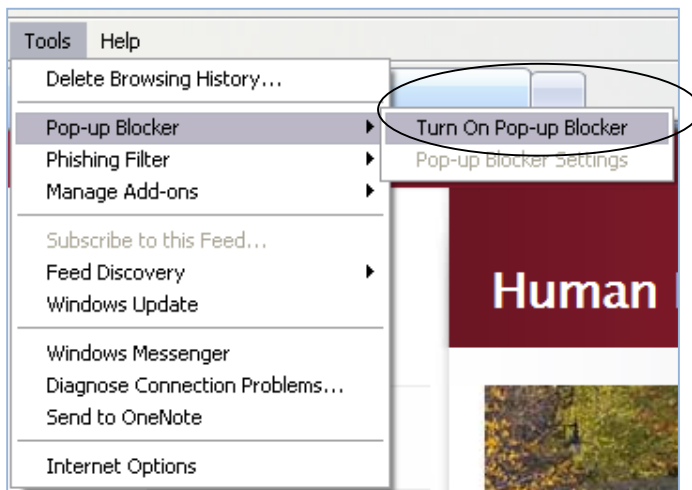 Tools Help
Delete Browsing History...
Pop-up Blocker
Turn On Pop-up Blocker
Phishing Filter
Pop-up Blocker Settings
Manage Add-ons
Subscribe to this Feed...
Feed Discovery
Windows Update
Human
Windows Messenger
Diagnose Connection Problems...
Send to OneNote
Internet Options